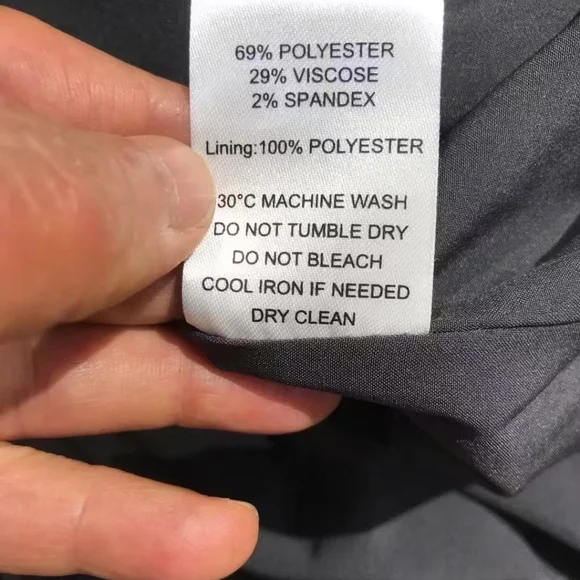 69% POLYESTER
29% VISCOSE
2% SPANDEX
Lining:100% POLYESTER
30°C MACHINE WASH
DO NOT TUMBLE DRY
DO NOT BLEACH
COOL IRON IF NEEDED
DRY CLEAN